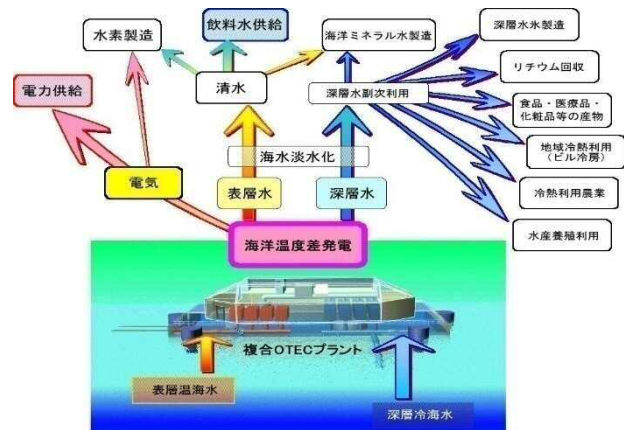 水素製造
飲料水供給
海洋ミネラル水製造
深層水氷製造
リチウム回収
電力供給
清水
深層水副次利用
食品・医療品・
化粧品等の産物
地域冷熱利用
(ビル冷房)
海水淡水化
電気
表層水
深層水
冷熱利用農業
水産養殖利用
海洋温度差発電
複合OTECプラント
表層温海水
深層冷海水